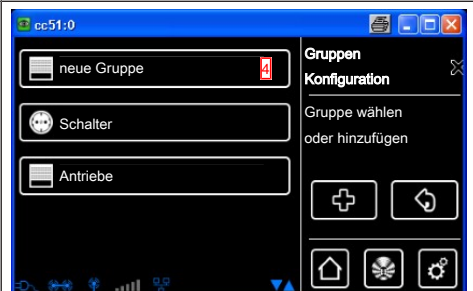 cc51:0
neue Gruppe
4
Schalter
Antriebe
Gruppen
Konfiguration
Gruppe wählen
oder hinzufügen